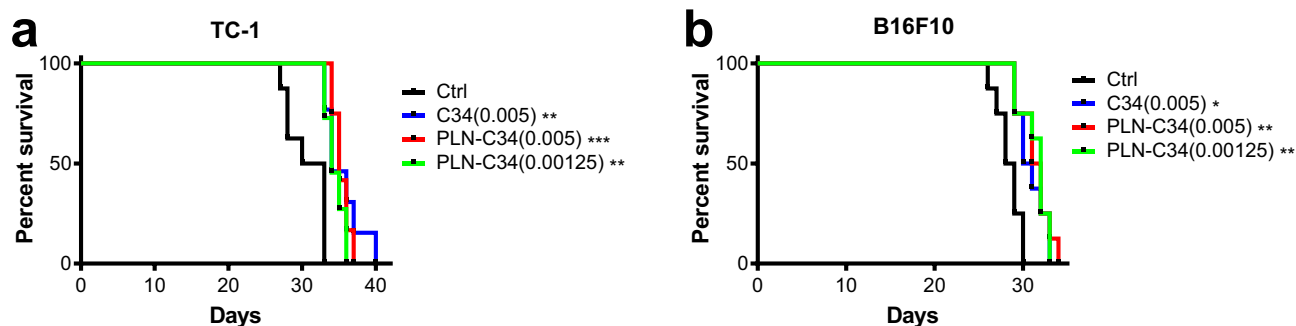 a
TC-1
Percent survival
100
50
0
0 10 20 30 40
Days
Ctrl
C34(0.005) **
PLN-C34(0.005) ***
PLN-C34(0.00125) **
b
B16F10
Percent survival
100
50
0
0 10 20 30
Days
Ctrl
C34(0.005) *
PLN-C34(0.005) **
PLN-C34(0.00125) **